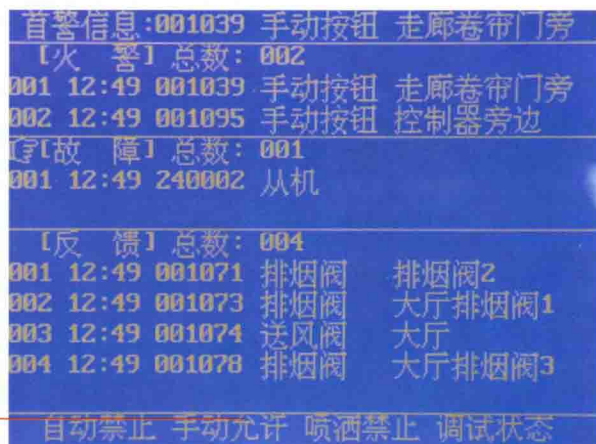 首警信息:001039 手动按钮 走廊卷帘门旁
[火 警] 总数: 002
001 12:49 001039 手动按钮 走廊卷帘门旁
002 12:49 001095 手动按钮 控制器旁边
☞[故 障] 总数: 001
001 12:49 240002 从机
[反 馈] 总数: 004
001 12:49 001071 排烟阀 排烟阀2
002 12:49 001073 排烟阀 大厅排烟阀1
003 12:49 001074 送风阀 大厅
004 12:49 001078 排烟阀 大厅排烟阀3
自动禁止 手动允许 喷洒禁止 调试状态